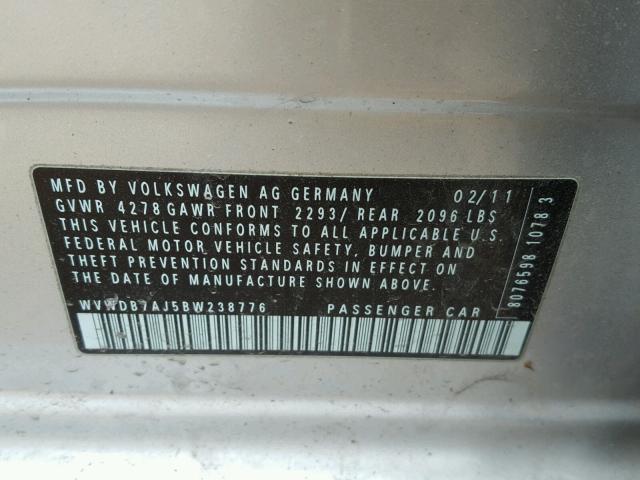 MFD BY VOLKSWAGEN AG GERMANY 02/11
GVWR 4278 GAWR FRONT 2293/ REAR 2096 LBS
THIS VEHICLE CONFORMS TO ALL APPLICABLE U.S.
FEDERAL MOTOR VEHICLE SAFETY, BUMPER AND
THEFT PREVENTION STANDARDS IN EFFECT ON
THE DATE OF MANUFACTURE SHOWN ABOVE.
WVWDB7AJ5BW238776 PASSENGER CAR
8076598 1078 3